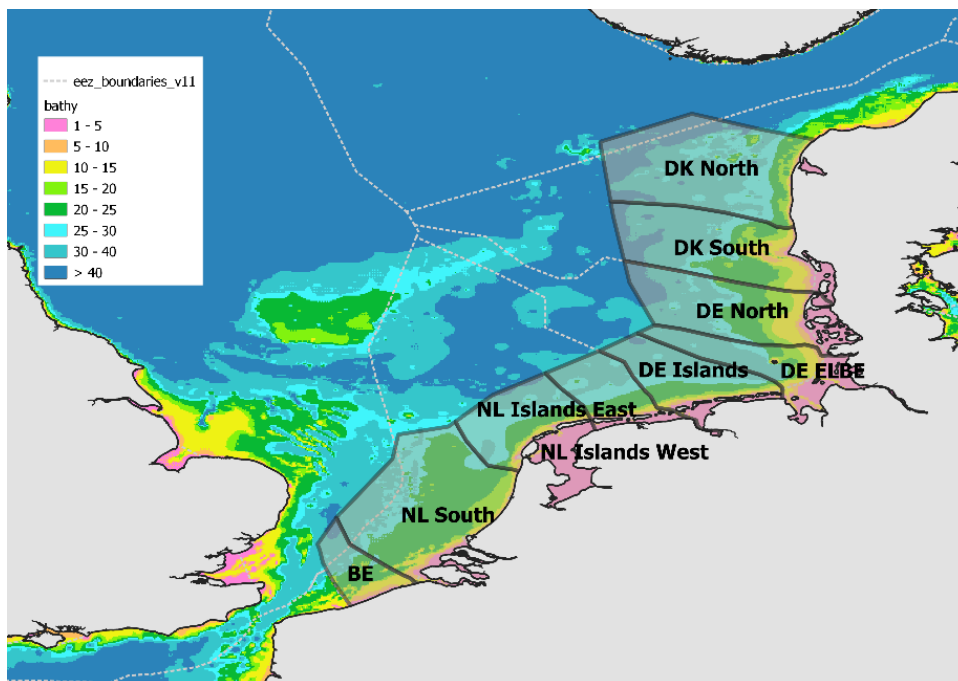 eez_boundaries_v11
bathy
1 - 5
5 - 10
10 - 15
15 - 20
20 - 25
25 - 30
30 - 40
> 40
DK North
DK South
DE North
DE Islands
DE ELBE
NL Islands East
NL Islands West
NL South
BE